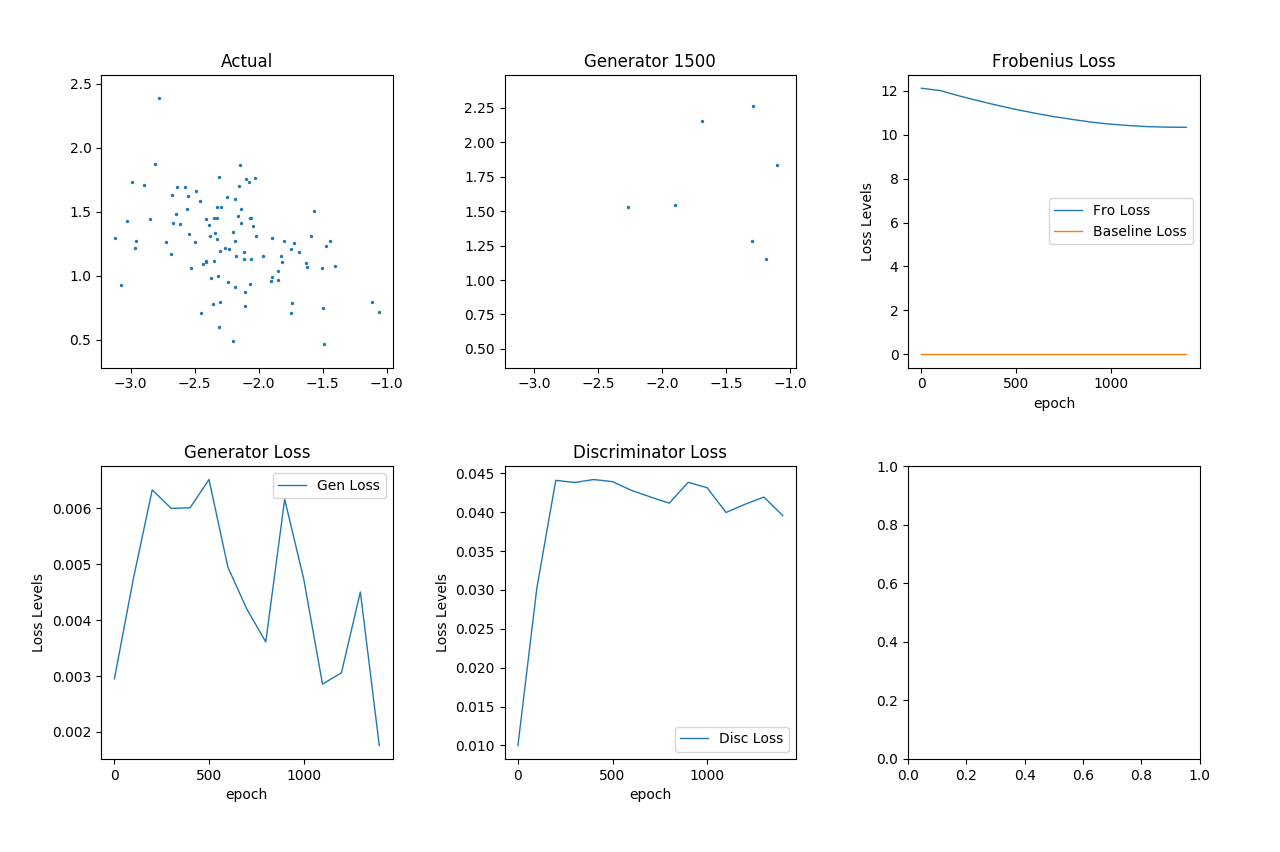 Actual
2.5
2.0
1.5
1.0
0.5
−3.0 −2.5 −2.0 −1.5 −1.0
Generator 1500
2.25
2.00
1.75
1.50
1.25
1.00
0.75
0.50
−3.0 −2.5 −2.0 −1.5 −1.0
Frobenius Loss
Loss Levels
12
10
8
6
4
2
0
Fro Loss
Baseline Loss
0 500 1000
epoch
Generator Loss
Loss Levels
0.006
0.005
0.004
0.003
0.002
Gen Loss
0 500 1000
epoch
Discriminator Loss
Loss Levels
0.045
0.040
0.035
0.030
0.025
0.020
0.015
0.010
Disc Loss
0 500 1000
epoch
1.0
0.8
0.6
0.4
0.2
0.0
0.0 0.2 0.4 0.6 0.8 1.0